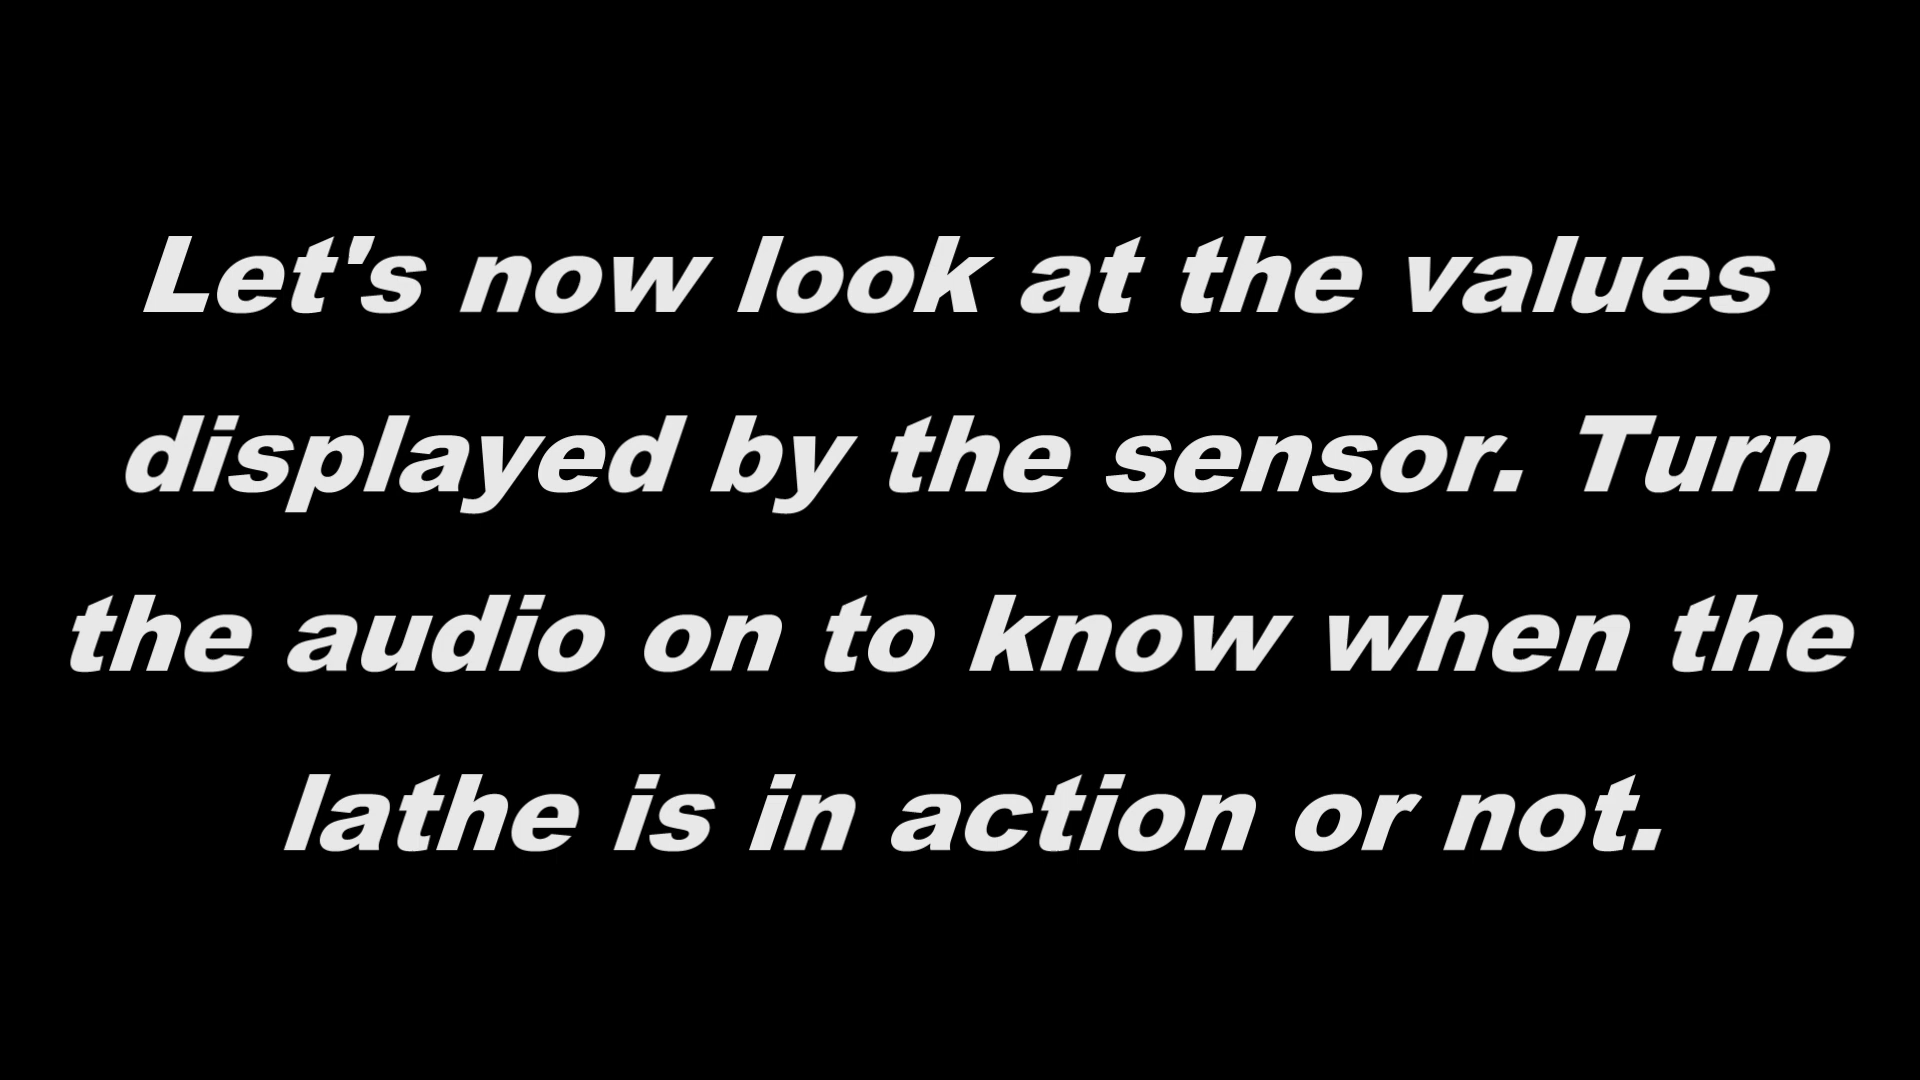 Let's now look at the values
displayed by the sensor. Turn
the audio on to know when the
lathe is in action or not.